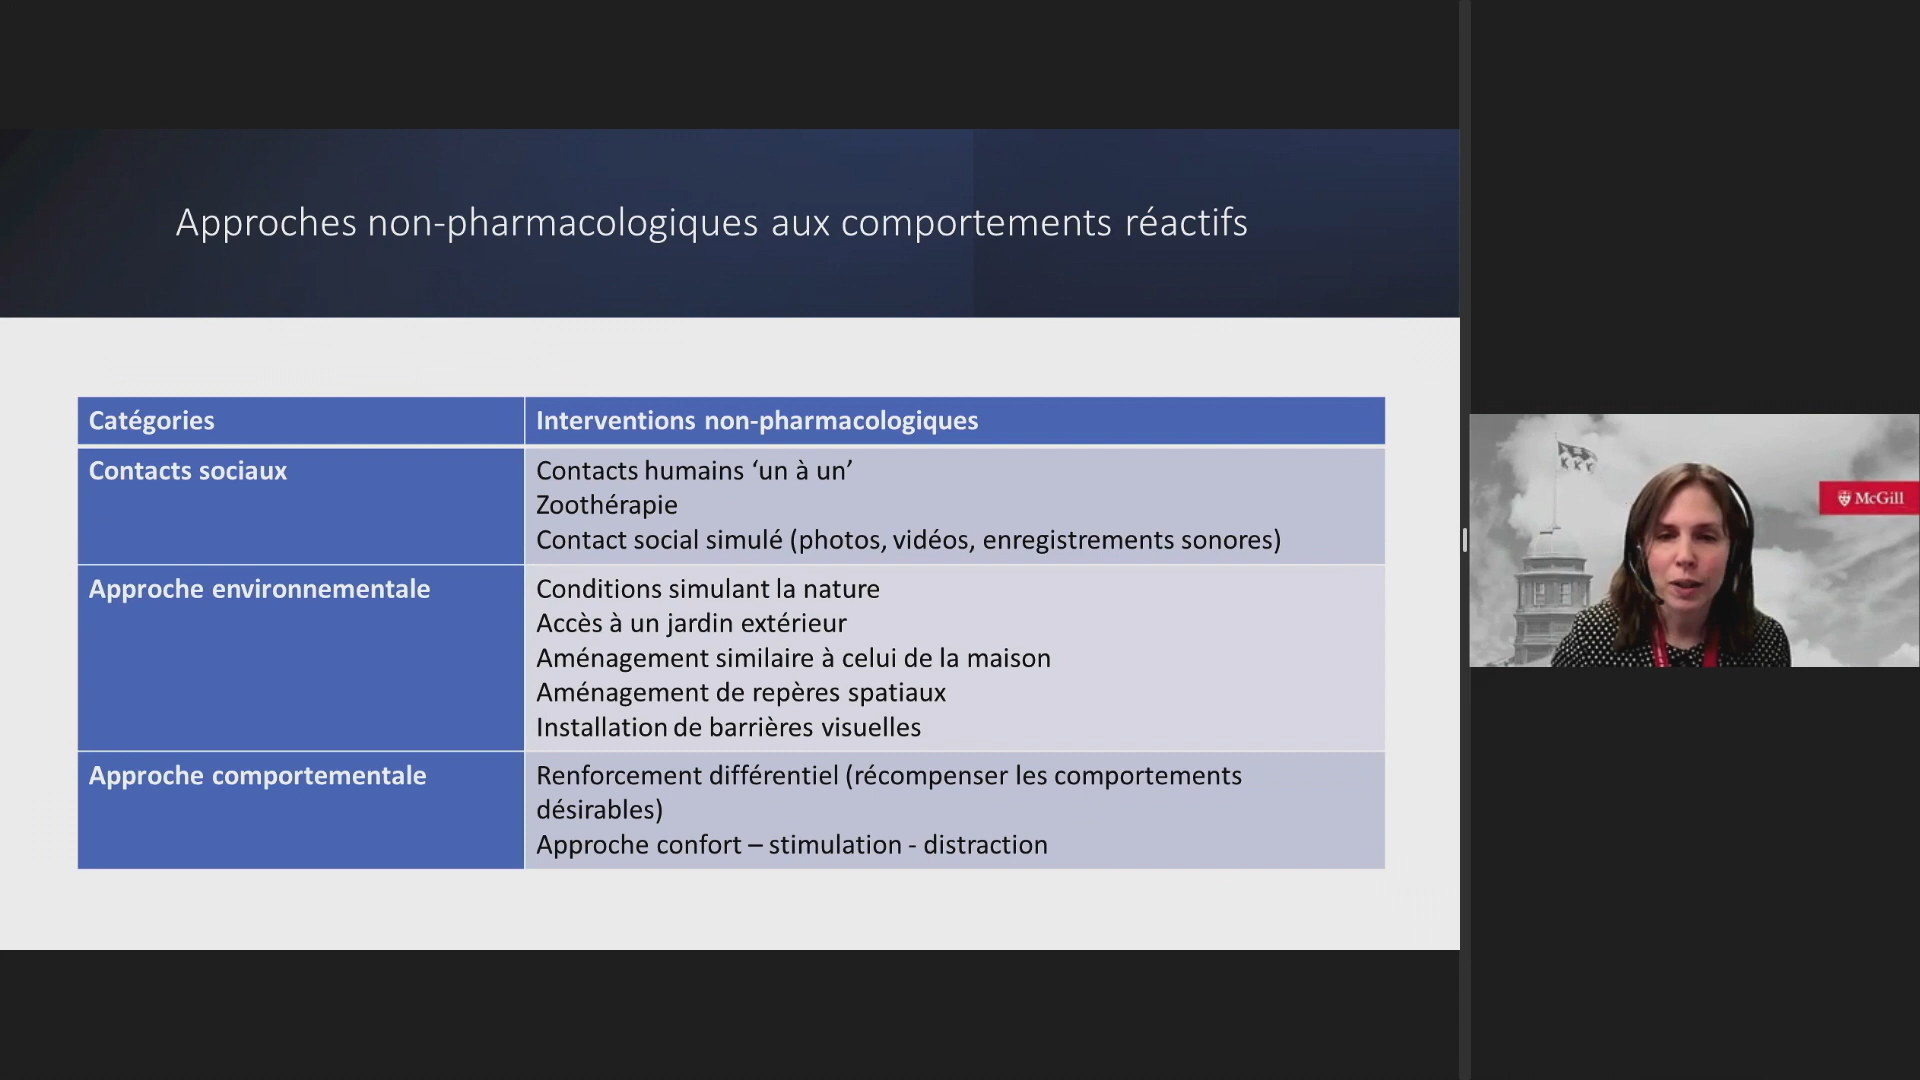 Approches non-pharmacologiques aux comportements réactifs
Catégories
Interventions non-pharmacologiques
Contacts sociaux
Contacts humains ‘un à un’
Zoothérapie
Contact social simulé (photos, vidéos, enregistrements sonores)
Approche environnementale
Conditions simulant la nature
Accès à un jardin extérieur
Aménagement similaire à celui de la maison
Aménagement de repères spatiaux
Installation de barrières visuelles
Approche comportementale
Renforcement différentiel (récompenser les comportements
désirables)
Approche confort – stimulation - distraction
McGill